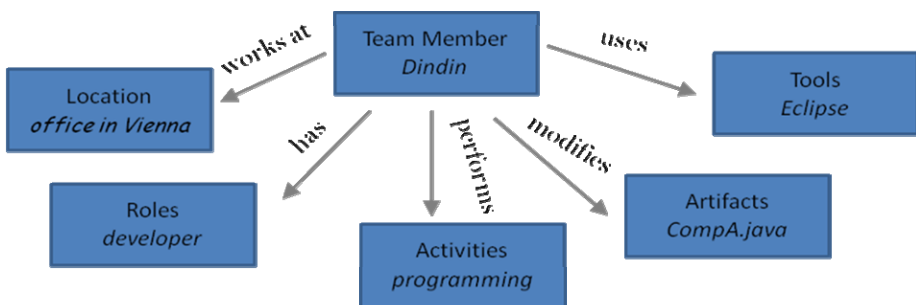 Team Member
Dindin
works at
uses
Location
office in Vienna
Tools
Eclipse
has
performs
modifies
Roles
developer
Activities
programming
Artifacts
CompA.java